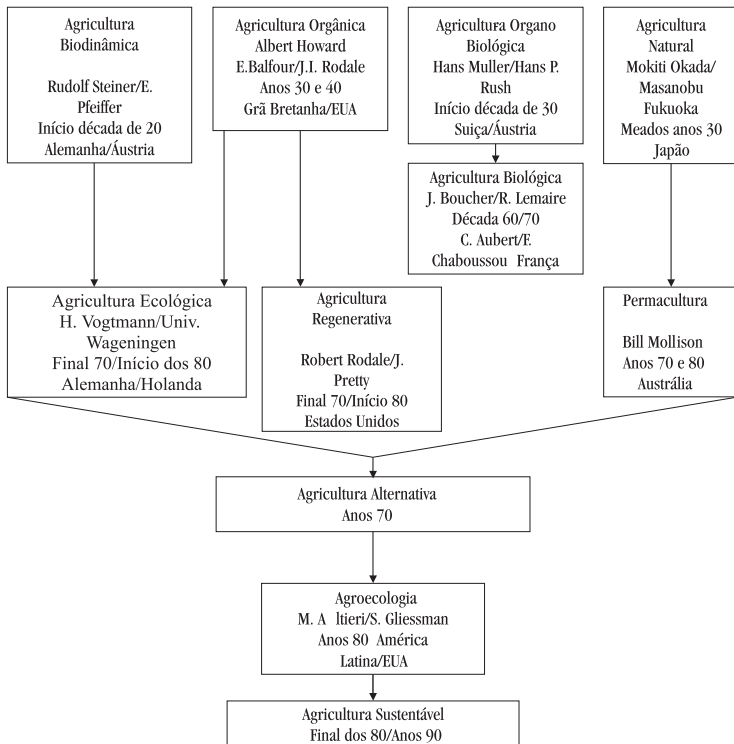 Agricultura
Biodinâmica
Rudolf Steiner/E.
Pfeiffer
Início década de 20
Alemanha/Áustria
Agricultura Orgânica
Albert Howard
E.Balfour/J.I. Rodale
Anos 30 e 40
Grã Bretanha/EUA
Agricultura Organo
Biológica
Hans Muller/Hans P.
Rush
Início década de 30
Suiça/Áustria
Agricultura
Natural
Mokiti Okada/
Masanobu
Fukuoka
Meados anos 30
Japão
Agricultura Biológica
J. Boucher/R. Lemaire
Década 60/70
C. Aubert/F.
Chaboussou França
Agricultura Ecológica
H. Vogtmann/Univ.
Wageningen
Final 70/Início dos 80
Alemanha/Holanda
Agricultura
Regenerativa
Robert Rodale/J.
Pretty
Final 70/Início 80
Estados Unidos
Permacultura
Bill Mollison
Anos 70 e 80
Austrália
Agricultura Alternativa
Anos 70
Agroecologia
M. A ltieri/S. Gliessman
Anos 80 América
Latina/EUA
Agricultura Sustentável
Final dos 80/Anos 90